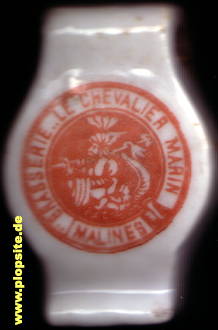 BRASSERIE LE CHEVALIER MARIN
MALINES
www.plopsite.de